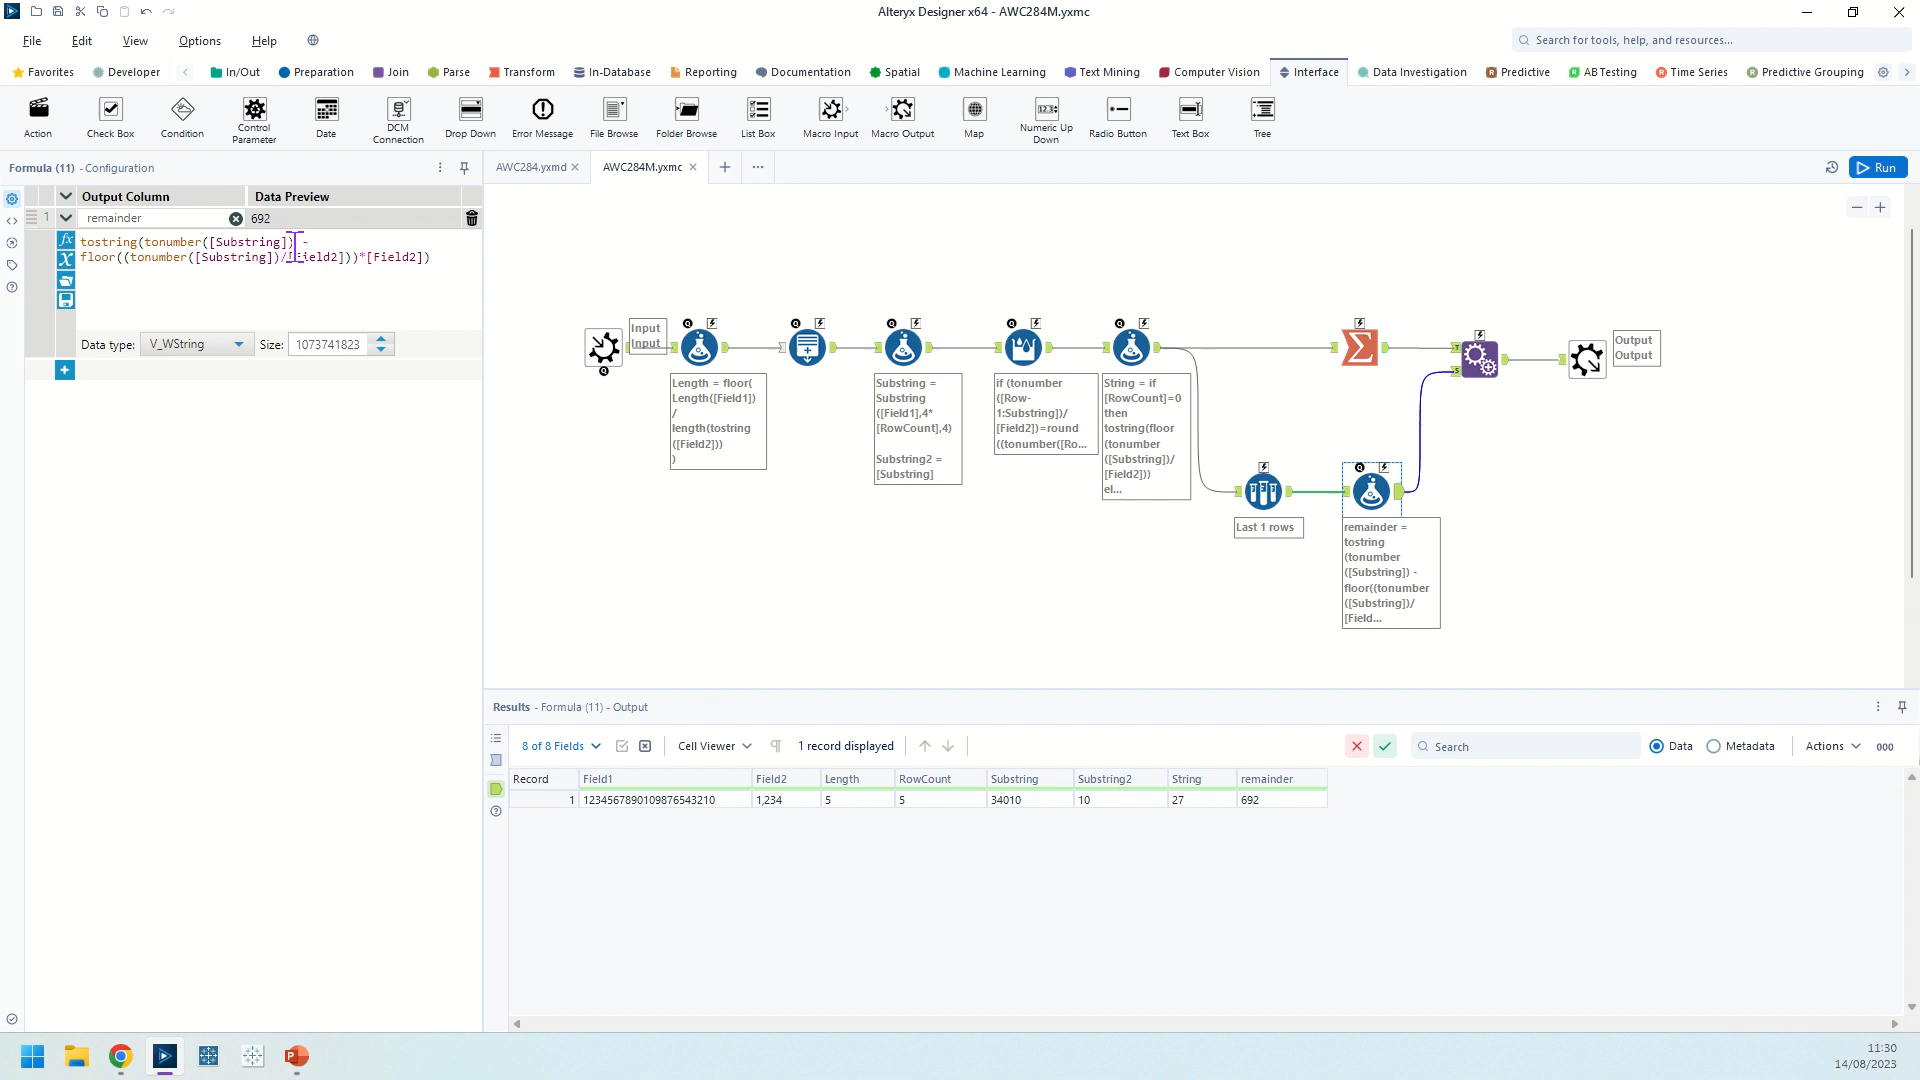 Alteryx Designer x64 - AWC284M.yxmc
File
Edit
View
Options
Help
Search for tools, help, and resources...
Favorites
Developer
In/Out
Preparation
Join
Parse
Transform
In-Database
Reporting
Documentation
Spatial
Machine Learning
Text Mining
Computer Vision
Interface
Data Investigation
Predictive
AB Testing
Time Series
Predictive Grouping
Action
Check Box
Condition
Control
Parameter
Date
DCM
Connection
Drop Down
Error Message
File Browse
Folder Browse
List Box
Macro Input
Macro Output
Map
Numeric Up
Down
Radio Button
Text Box
Tree
Formula (11) - Configuration
AWC284.yxmd
AWC284M.yxmc
Run
Output Column
Data Preview
1
remainder
692
tostring(tonumber([Substring]) -
floor((tonumber([Substring])/[Field2]))*[Field2])
Data type:
V_WString
Size:
1073741823
Input
Input
Length = floor(
Length([Field1])
/
length(tostring
([Field2]))
)
Substring =
Substring
([Field1],4*
[RowCount],4)
Substring2 =
[Substring]
if (tonumber
([Row-
1:Substring])/
[Field2])=round
((tonumber([Ro...
String = if
[RowCount]=0
then
tostring(floor
(tonumber
([Substring])/
[Field2]))
el...
Output
Output
Last 1 rows
remainder =
tostring
(tonumber
([Substring]) -
floor((tonumber
([Substring])/
[Field...
Results - Formula (11) - Output
8 of 8 Fields
Cell Viewer
1 record displayed
Search
Data
Metadata
Actions
000
Record
Field1
Field2
Length
RowCount
Substring
Substring2
String
remainder
1
1234567890109876543210
1,234
5
5
34010
10
27
692
11:30
14/08/2023